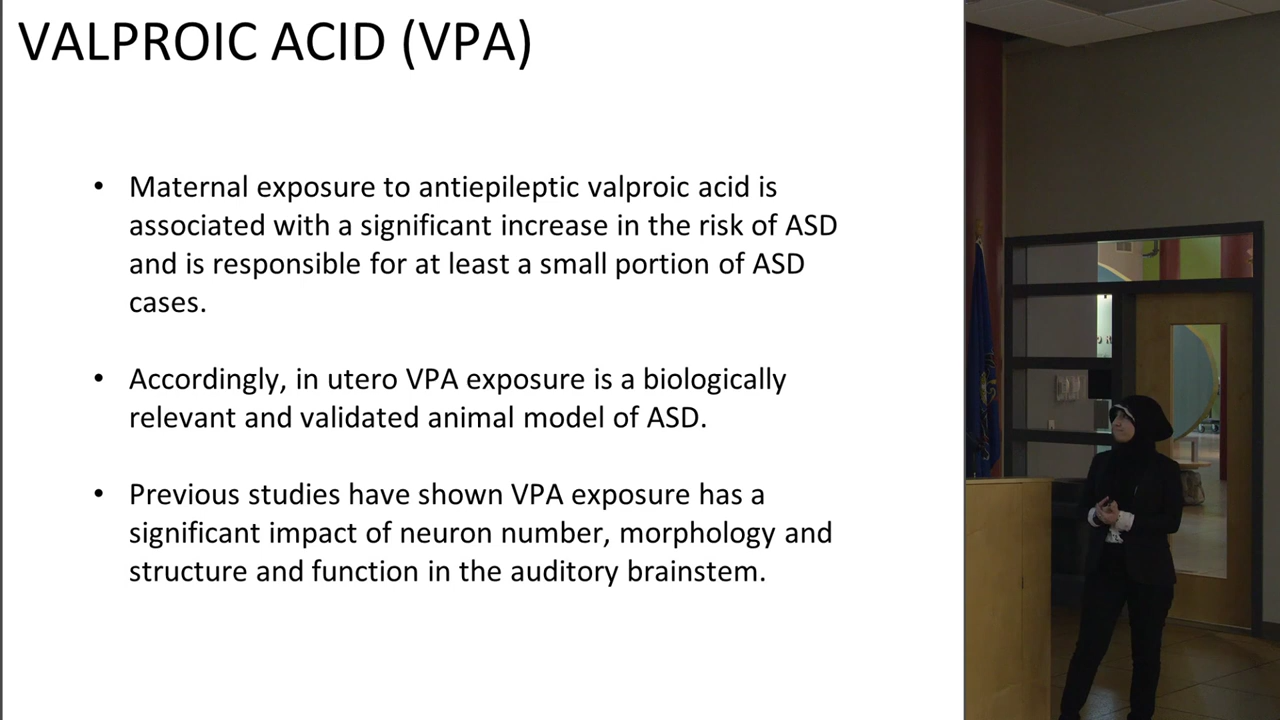 VALPROIC ACID (VPA)
• Maternal exposure to antiepileptic valproic acid is
associated with a significant increase in the risk of ASD
and is responsible for at least a small portion of ASD
cases.
• Accordingly, in utero VPA exposure is a biologically
relevant and validated animal model of ASD.
• Previous studies have shown VPA exposure has a
significant impact of neuron number, morphology and
structure and function in the auditory brainstem.